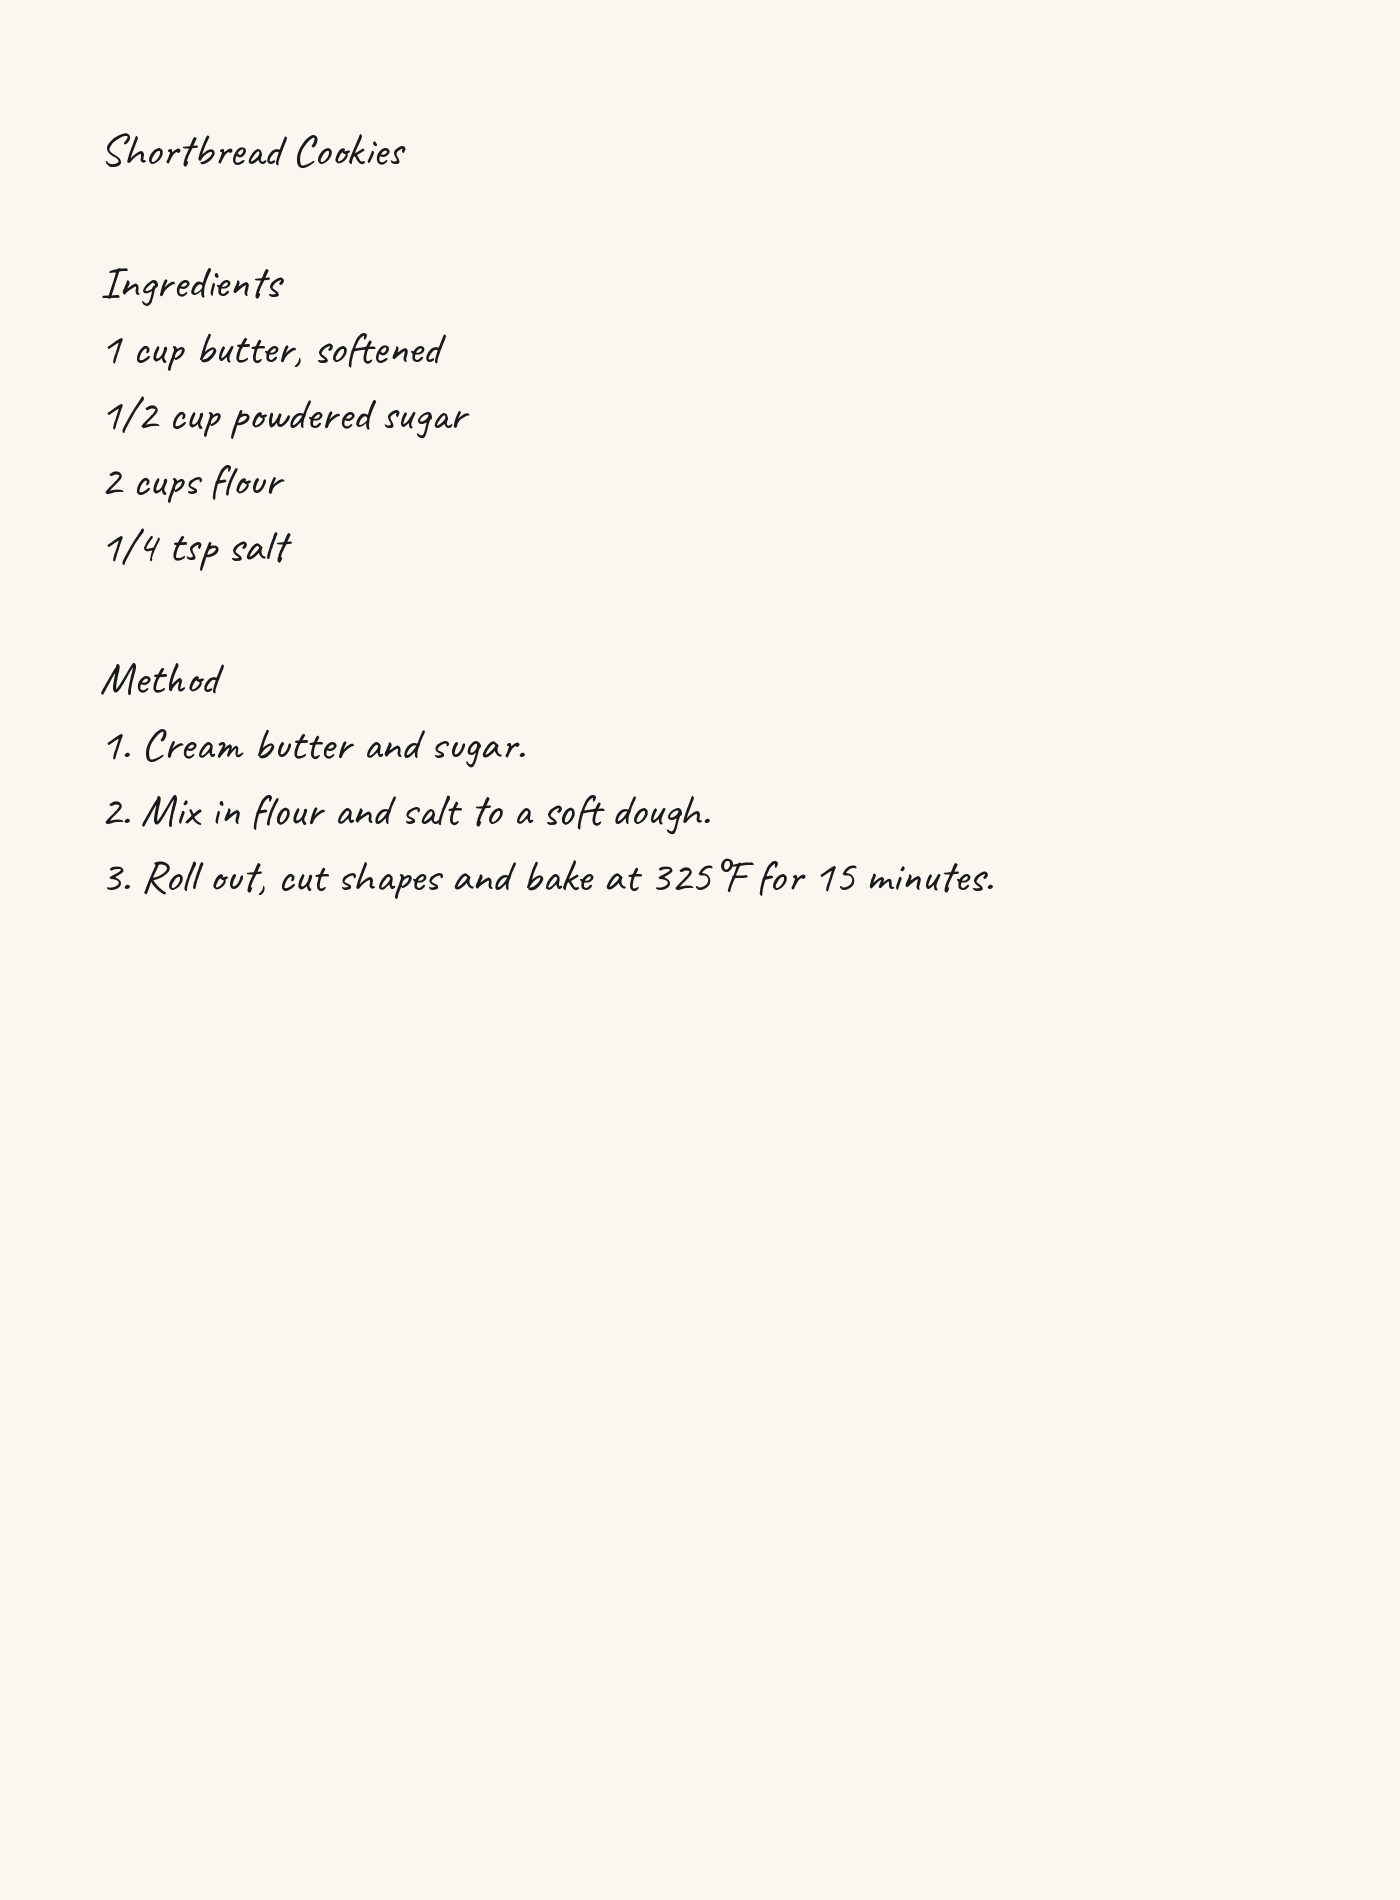 Shortbread Cookies
Ingredients
1 cup butter, softened
1/2 cup powdered sugar
2 cups flour
1/4 tsp salt
Method
1. Cream butter and sugar.
2. Mix in flour and salt to a soft dough.
3. Roll out, cut shapes and bake at 325°F for 15 minutes.